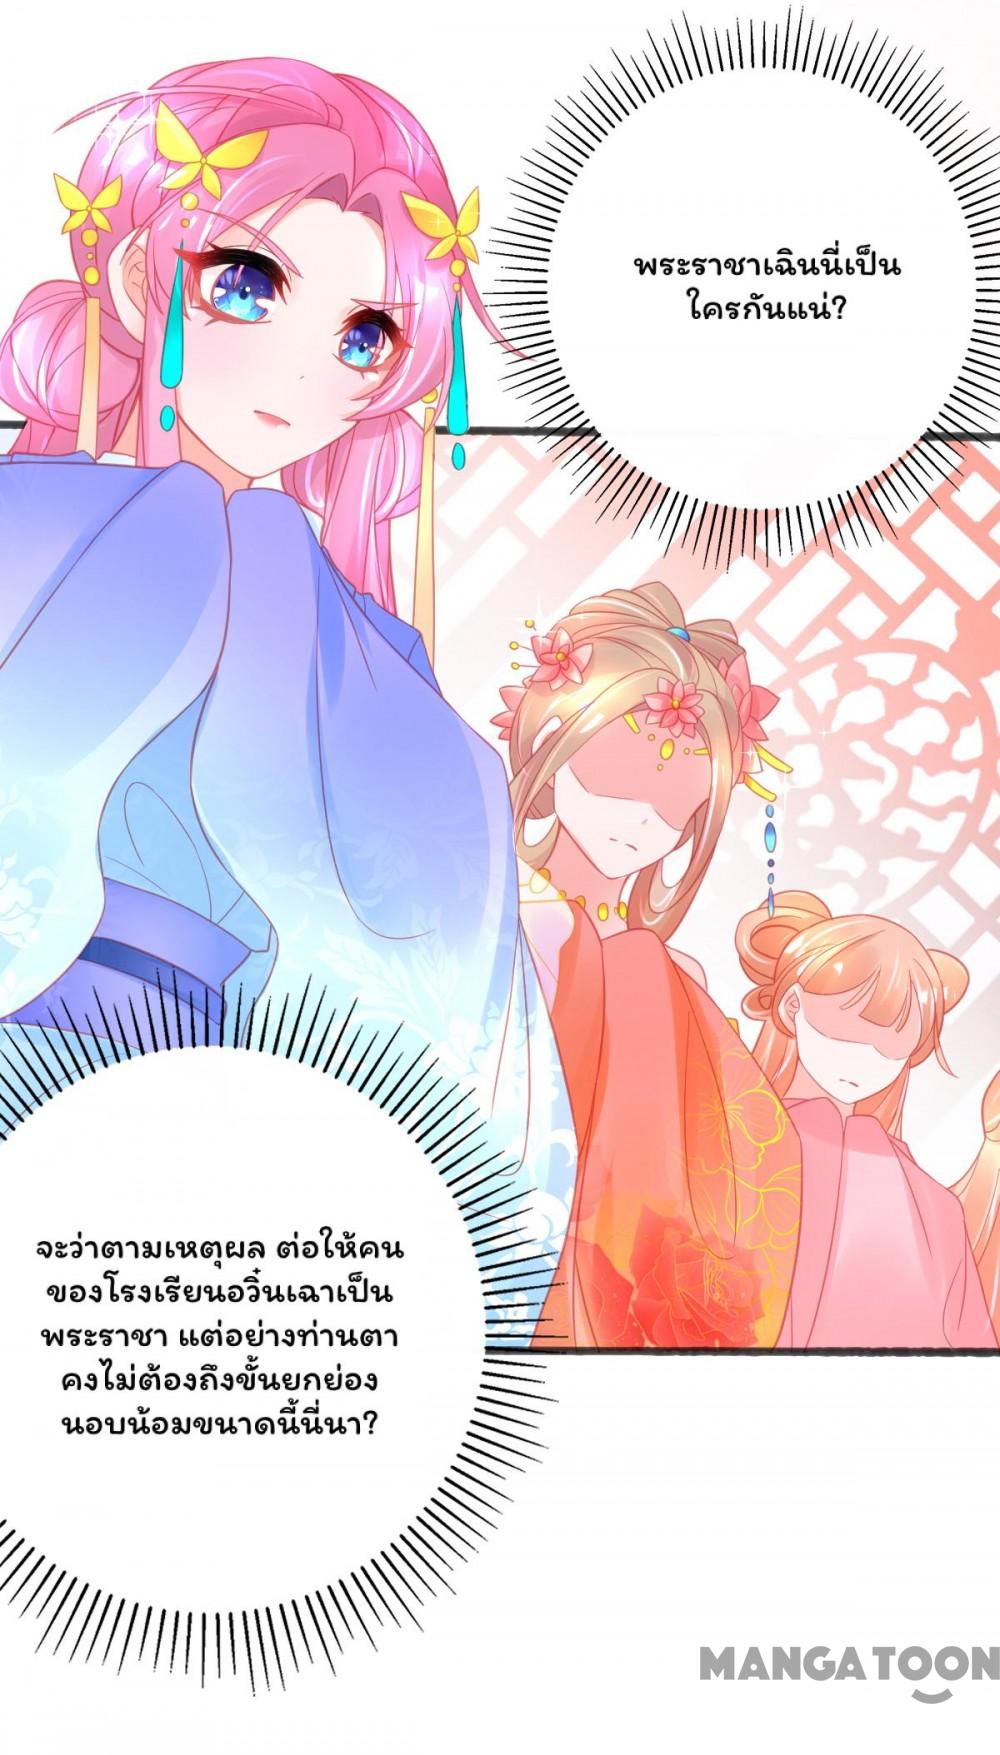 พระราชาเฉินนี่เป็น
ใครกันแน่?
จะว่าตามเหตุผล ต่อให้คน
ของโรงเรียนอวิ๋นเฉาเป็น
พระราชา แต่อย่างท่านตา
คงไม่ต้องถึงขั้นยกย่อง
นอบน้อมขนาดนี้นี่นา?
MANGATOON